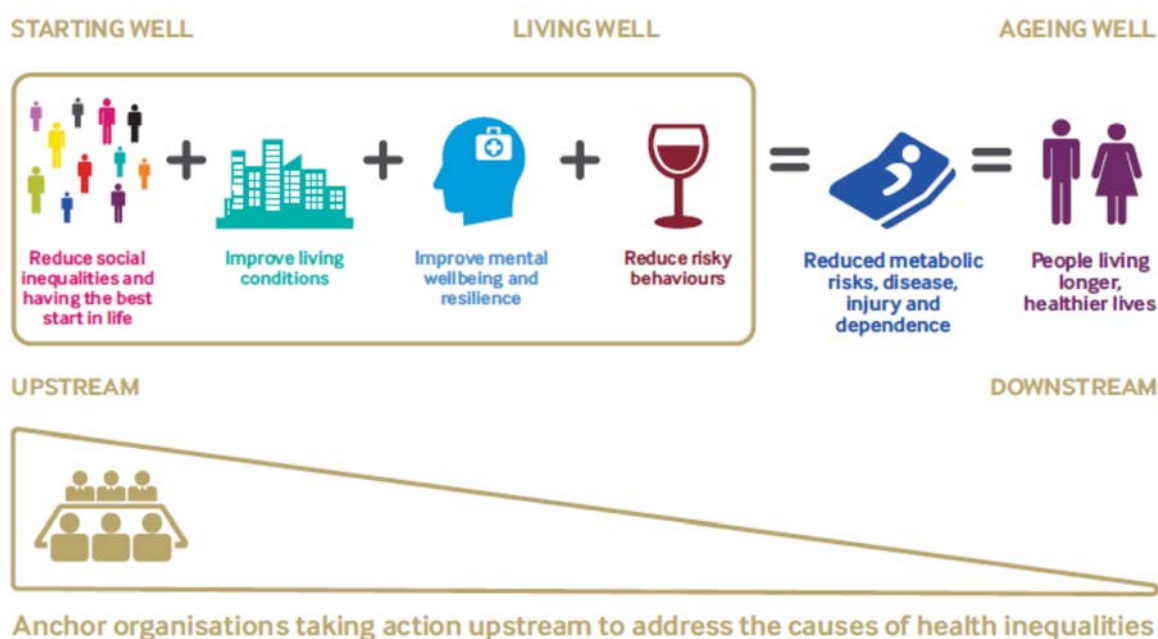 STARTING WELL
LIVING WELL
AGEING WELL
Reduce social
inequalities and
having the best
start in life
Improve living
conditions
Improve mental
wellbeing and
resilience
Reduce risky
behaviours
Reduced metabolic
risks, disease,
injury and
dependence
People living
longer,
healthier lives
UPSTREAM
DOWNSTREAM
Anchor organisations taking action upstream to address the causes of health inequalities